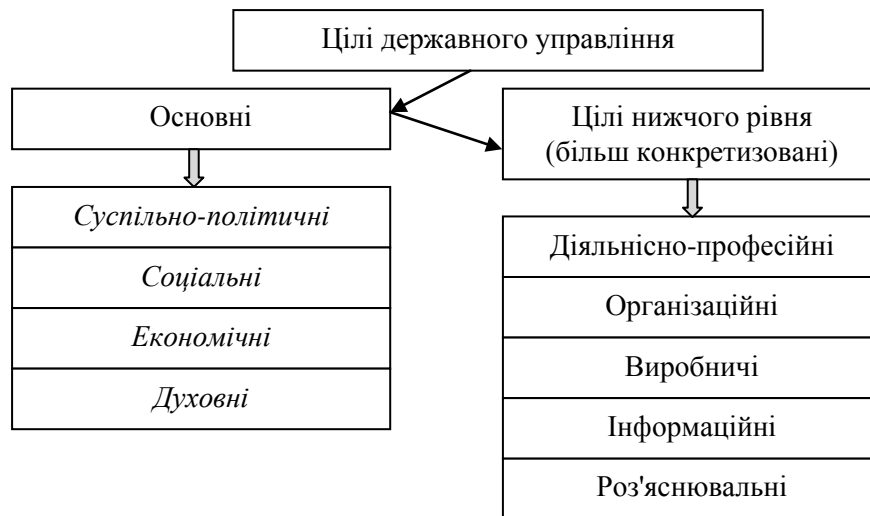 Цілі державного управління
Основні
Суспільно-політичні
Соціальні
Економічні
Духовні
Цілі нижчого рівня
(більш конкретизовані)
Діяльнісно-професійні
Організаційні
Виробничі
Інформаційні
Роз'яснювальні